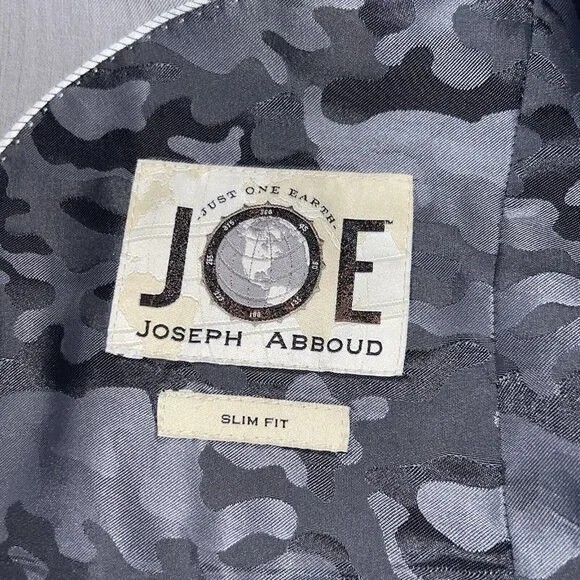 -JUST ONE EARTH-
JOE
JOSEPH ABBOUD
SLIM FIT